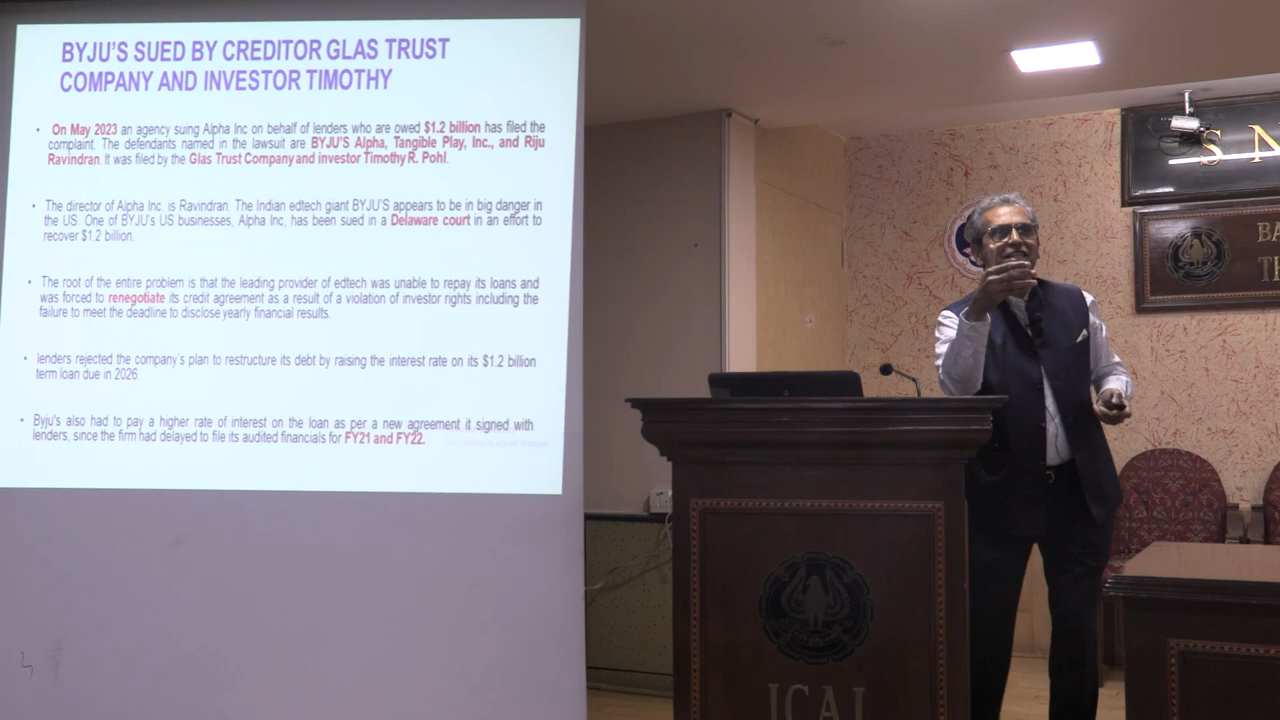 BYJU'S SUED BY CREDITOR GLAS TRUST
COMPANY AND INVESTOR TIMOTHY
• On May 2023 an agency suing Alpha Inc on behalf of lenders who are owed $1.2 billion has filed the
complaint. The defendants named in the lawsuit are BYJU'S Alpha, Tangible Play, Inc., and Riju
Ravindran. It was filed by the Glas Trust Company and investor Timothy R. Pohl.
• The director of Alpha Inc. is Ravindran. The Indian edtech giant BYJU'S appears to be in big danger in
the US. One of BYJU's US businesses, Alpha Inc, has been sued in a Delaware court in an effort to
recover $1.2 billion.
• The root of the entire problem is that the leading provider of edtech was unable to repay its loans and
was forced to renegotiate its credit agreement as a result of a violation of investor rights including the
failure to meet the deadline to disclose yearly financial results.
• lenders rejected the company's plan to restructure its debt by raising the interest rate on its $1.2 billion
term loan due in 2026
• Byju's also had to pay a higher rate of interest on the loan as per a new agreement it signed with
lenders, since the firm had delayed to file its audited financials for FY21 and FY22.
S N
BA
TH
ICAI